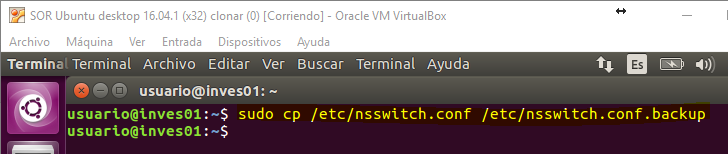 SOR Ubuntu desktop 16.04.1 (x32) clonar (0) [Corriendo] - Oracle VM VirtualBox
Archivo Máquina Ver Entrada Dispositivos Ayuda
Terminal Terminal Archivo Editar Ver Buscar Terminal Ayuda Es
usuario@inves01: ~
usuario@inves01:~$ sudo cp /etc/nsswitch.conf /etc/nsswitch.conf.backup
usuario@inves01:~$